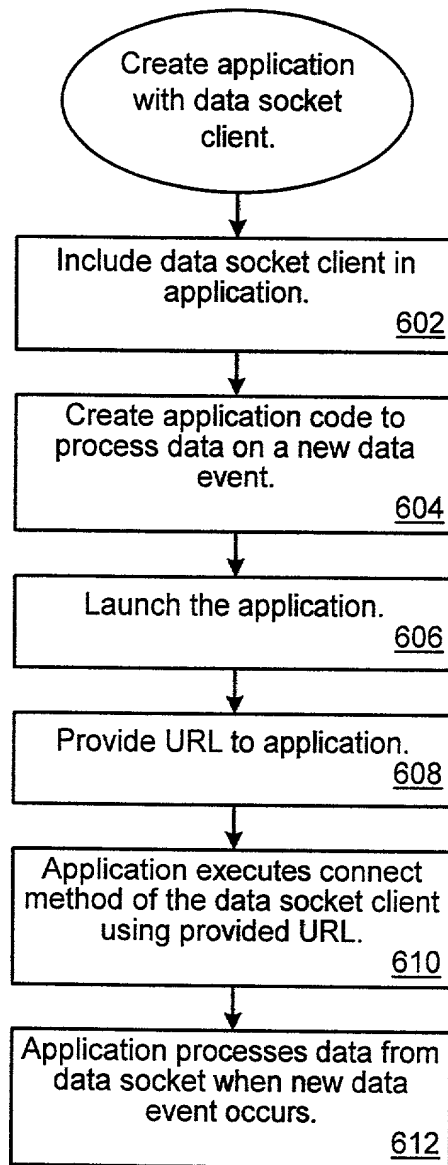 Create application
with data socket
client.
Include data socket client in
application.
602
Create application code to
process data on a new data
event.
604
Launch the application.
606
Provide URL to application.
608
Application executes connect
method of the data socket client
using provided URL.
610
Application processes data from
data socket when new data
event occurs.
612